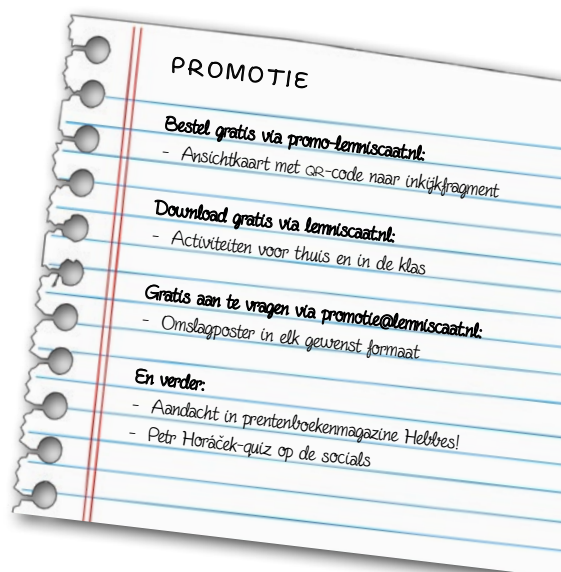 PROMOTIE
Bestel gratis via promo-lemniscaat.nl:
- Ansichtkaart met QR-code naar inkijkfragment
Download gratis via lemniscaat.nl:
- Activiteiten voor thuis en in de klas
Gratis aan te vragen via promotie@lemniscaat.nl:
- Omslagposter in elk gewenst formaat
En verder:
- Aandacht in prentenboekenmagazine Hebbes!
- Petr Horáček-quiz op de socials